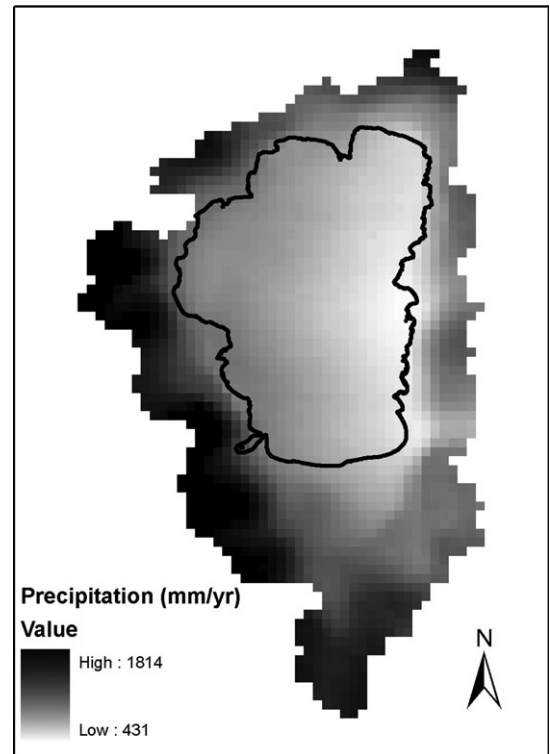 Precipitation (mm/yr)
Value
High : 1814
Low : 431
N